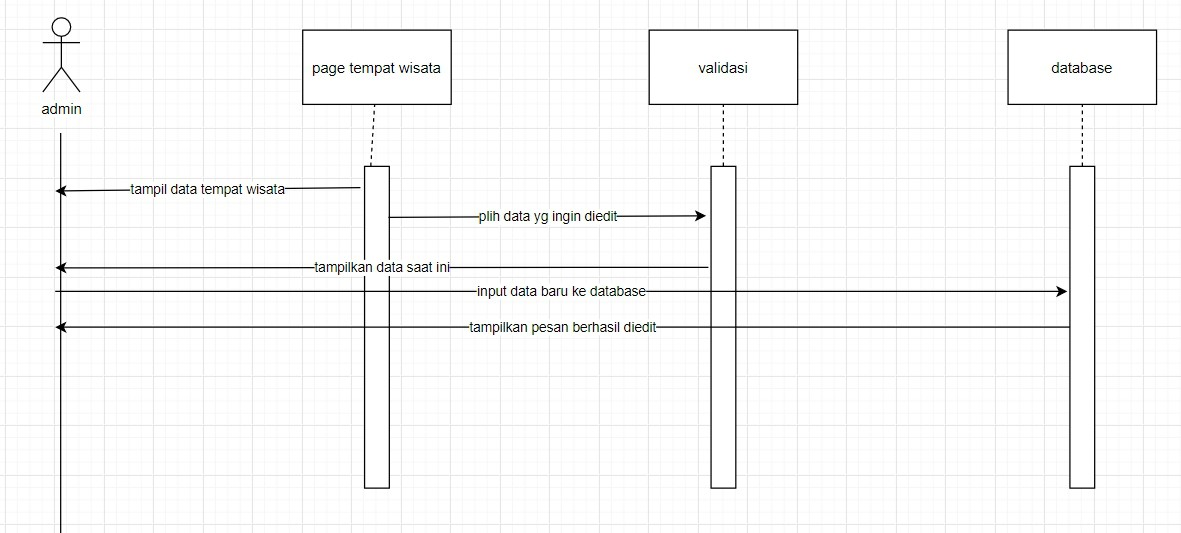 admin
page tempat wisata
validasi
database
tampil data tempat wisata
plih data yg ingin diedit
tampilkan data saat ini
input data baru ke database
tampilkan pesan berhasil diedit